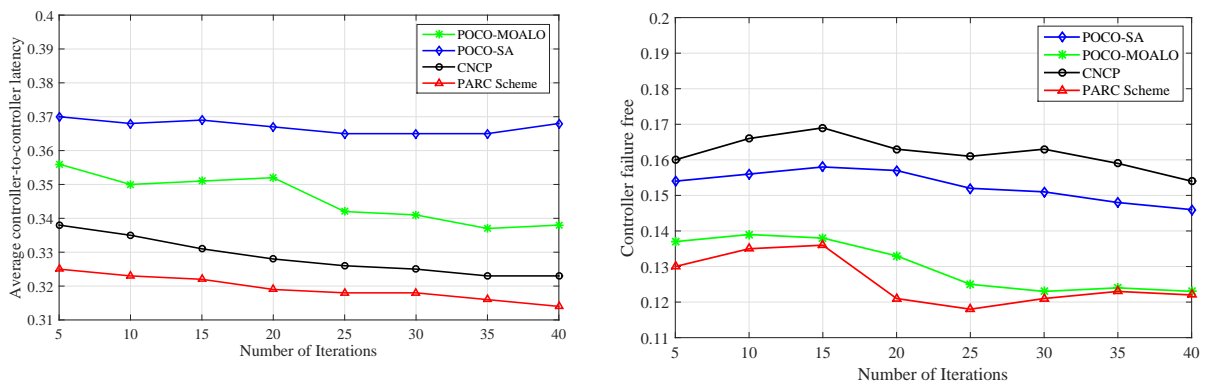 0.4
0.39
0.38
0.37
0.36
0.35
0.34
0.33
0.32
0.31
5 10 15 20 25 30 35 40
Average controller-to-controller latency
Number of Iterations
POCO-MOALO
POCO-SA
CNCP
PARC Scheme
0.2
0.19
0.18
0.17
0.16
0.15
0.14
0.13
0.12
0.11
5 10 15 20 25 30 35 40
Controller failure free
Number of Iterations
POCO-SA
POCO-MOALO
CNCP
PARC Scheme